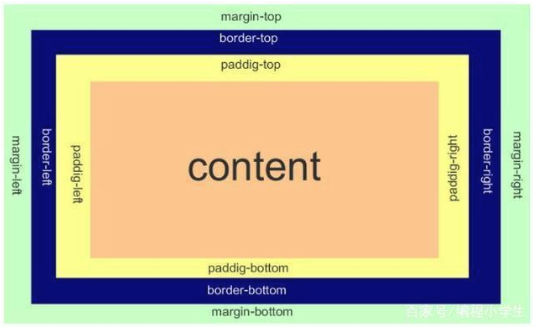 margin-top
border-top
paddig-top
margin-left
border-left
paddig-left
content
paddig-right
border-right
margin-right
paddig-bottom
border-bottom
margin-bottom
百家号/编程小学生